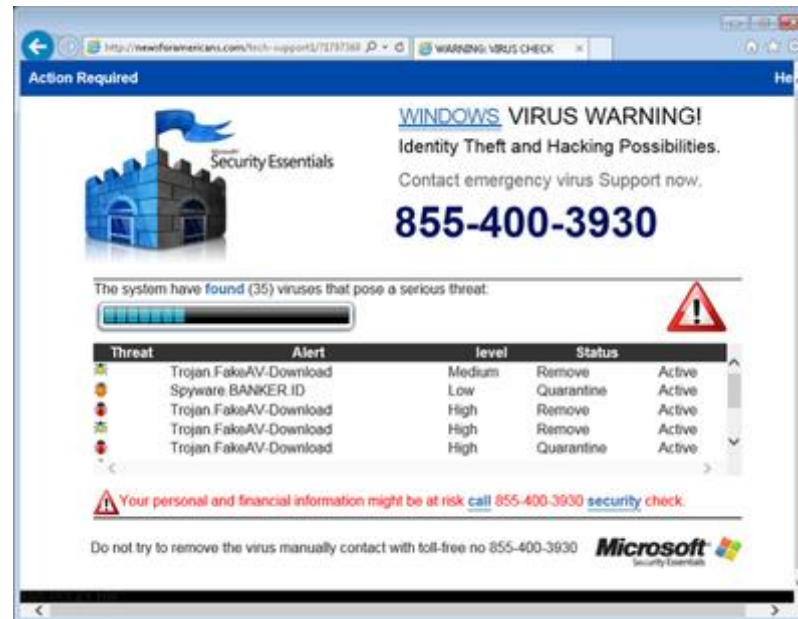 http://newsforamericans.com/tech-support1/
WARNING: VIRUS CHECK
Action Required
Hel
WINDOWS VIRUS WARNING!
Identity Theft and Hacking Possibilities.
Contact emergency virus Support now.
855-400-3930
Microsoft
Security Essentials
The system have found (35) viruses that pose a serious threat:
Threat Alert level Status
Trojan.FakeAV-Download Medium Remove Active
Spyware.BANKER.ID Low Quarantine Active
Trojan.FakeAV-Download High Remove Active
Trojan.FakeAV-Download High Remove Active
Trojan.FakeAV-Download High Quarantine Active
Your personal and financial information might be at risk call 855-400-3930 security check.
Do not try to remove the virus manually contact with toll-free no 855-400-3930
Microsoft
Security Essentials